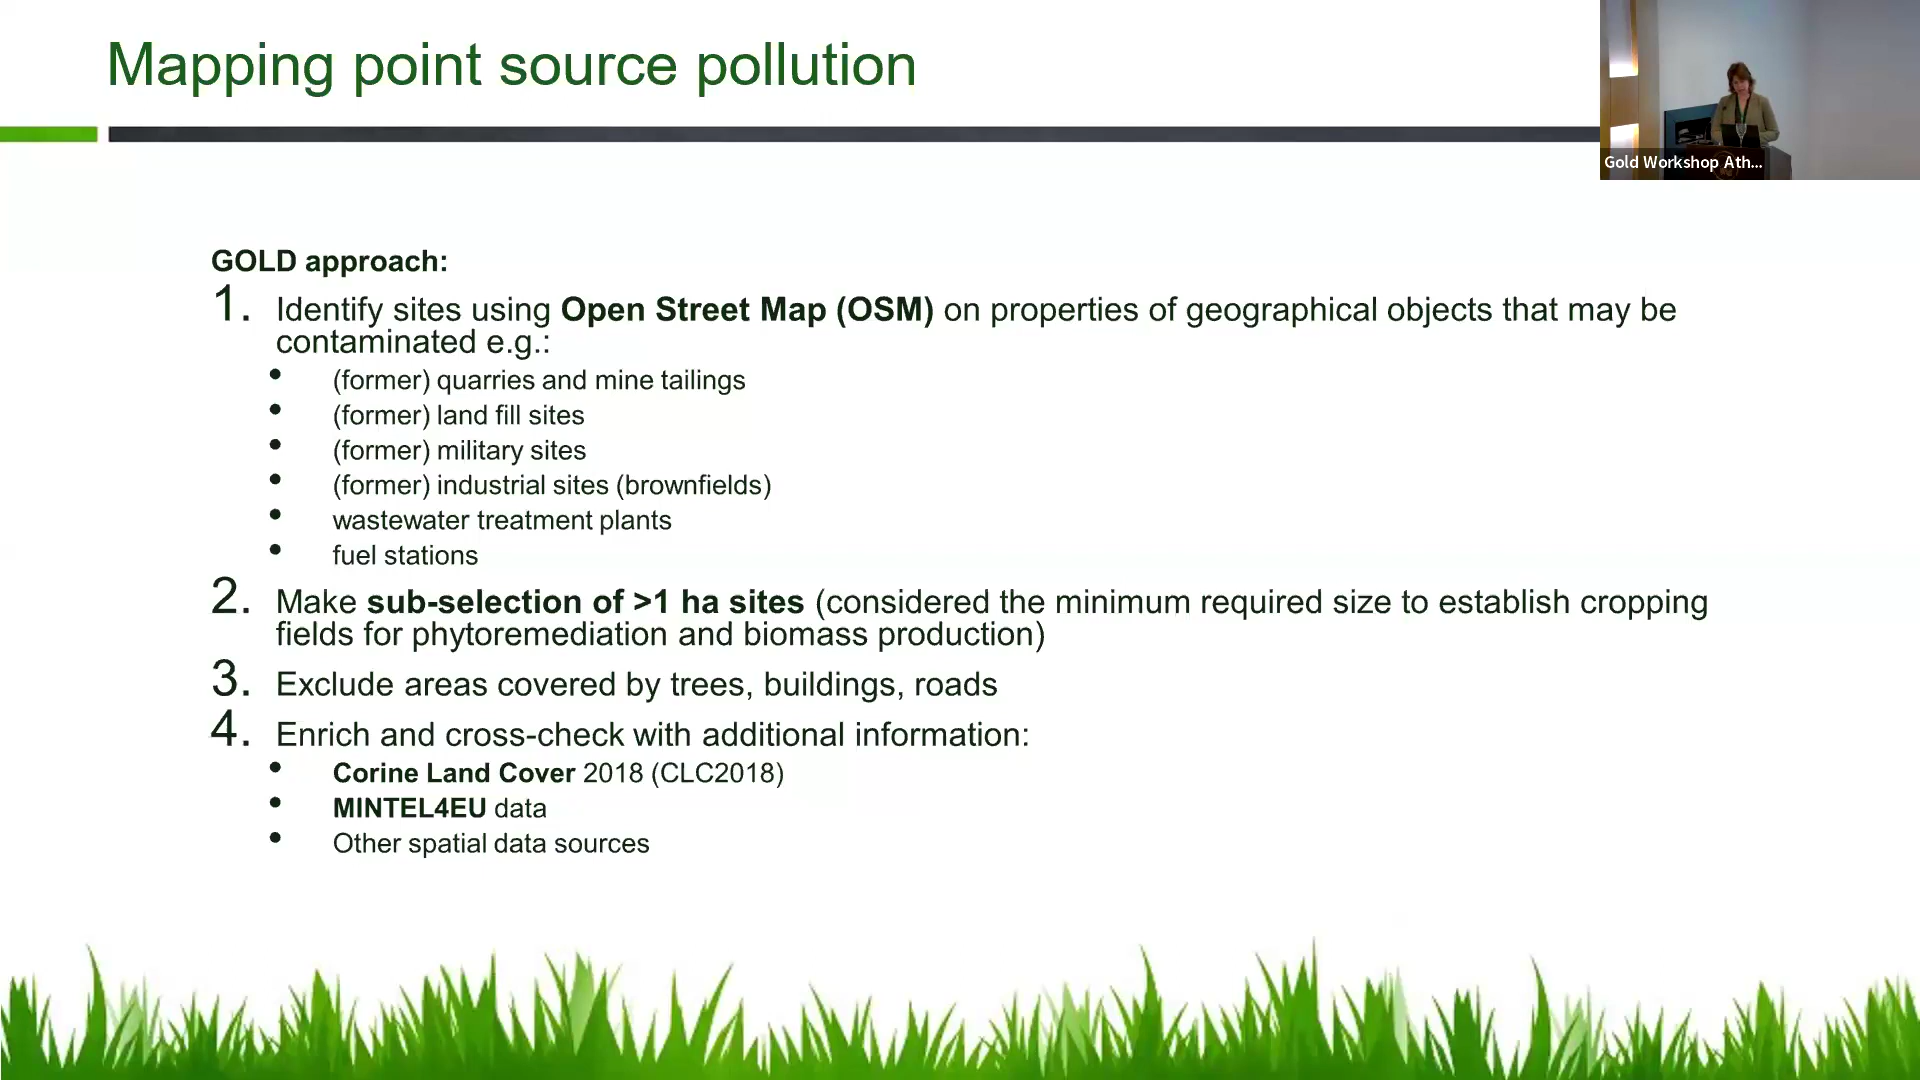 Mapping point source pollution
Gold Workshop Ath...
GOLD approach:
1. Identify sites using Open Street Map (OSM) on properties of geographical objects that may be
contaminated e.g.:
• (former) quarries and mine tailings
• (former) land fill sites
• (former) military sites
• (former) industrial sites (brownfields)
• wastewater treatment plants
• fuel stations
2. Make sub-selection of >1 ha sites (considered the minimum required size to establish cropping
fields for phytoremediation and biomass production)
3. Exclude areas covered by trees, buildings, roads
4. Enrich and cross-check with additional information:
• Corine Land Cover 2018 (CLC2018)
• MINTEL4EU data
• Other spatial data sources